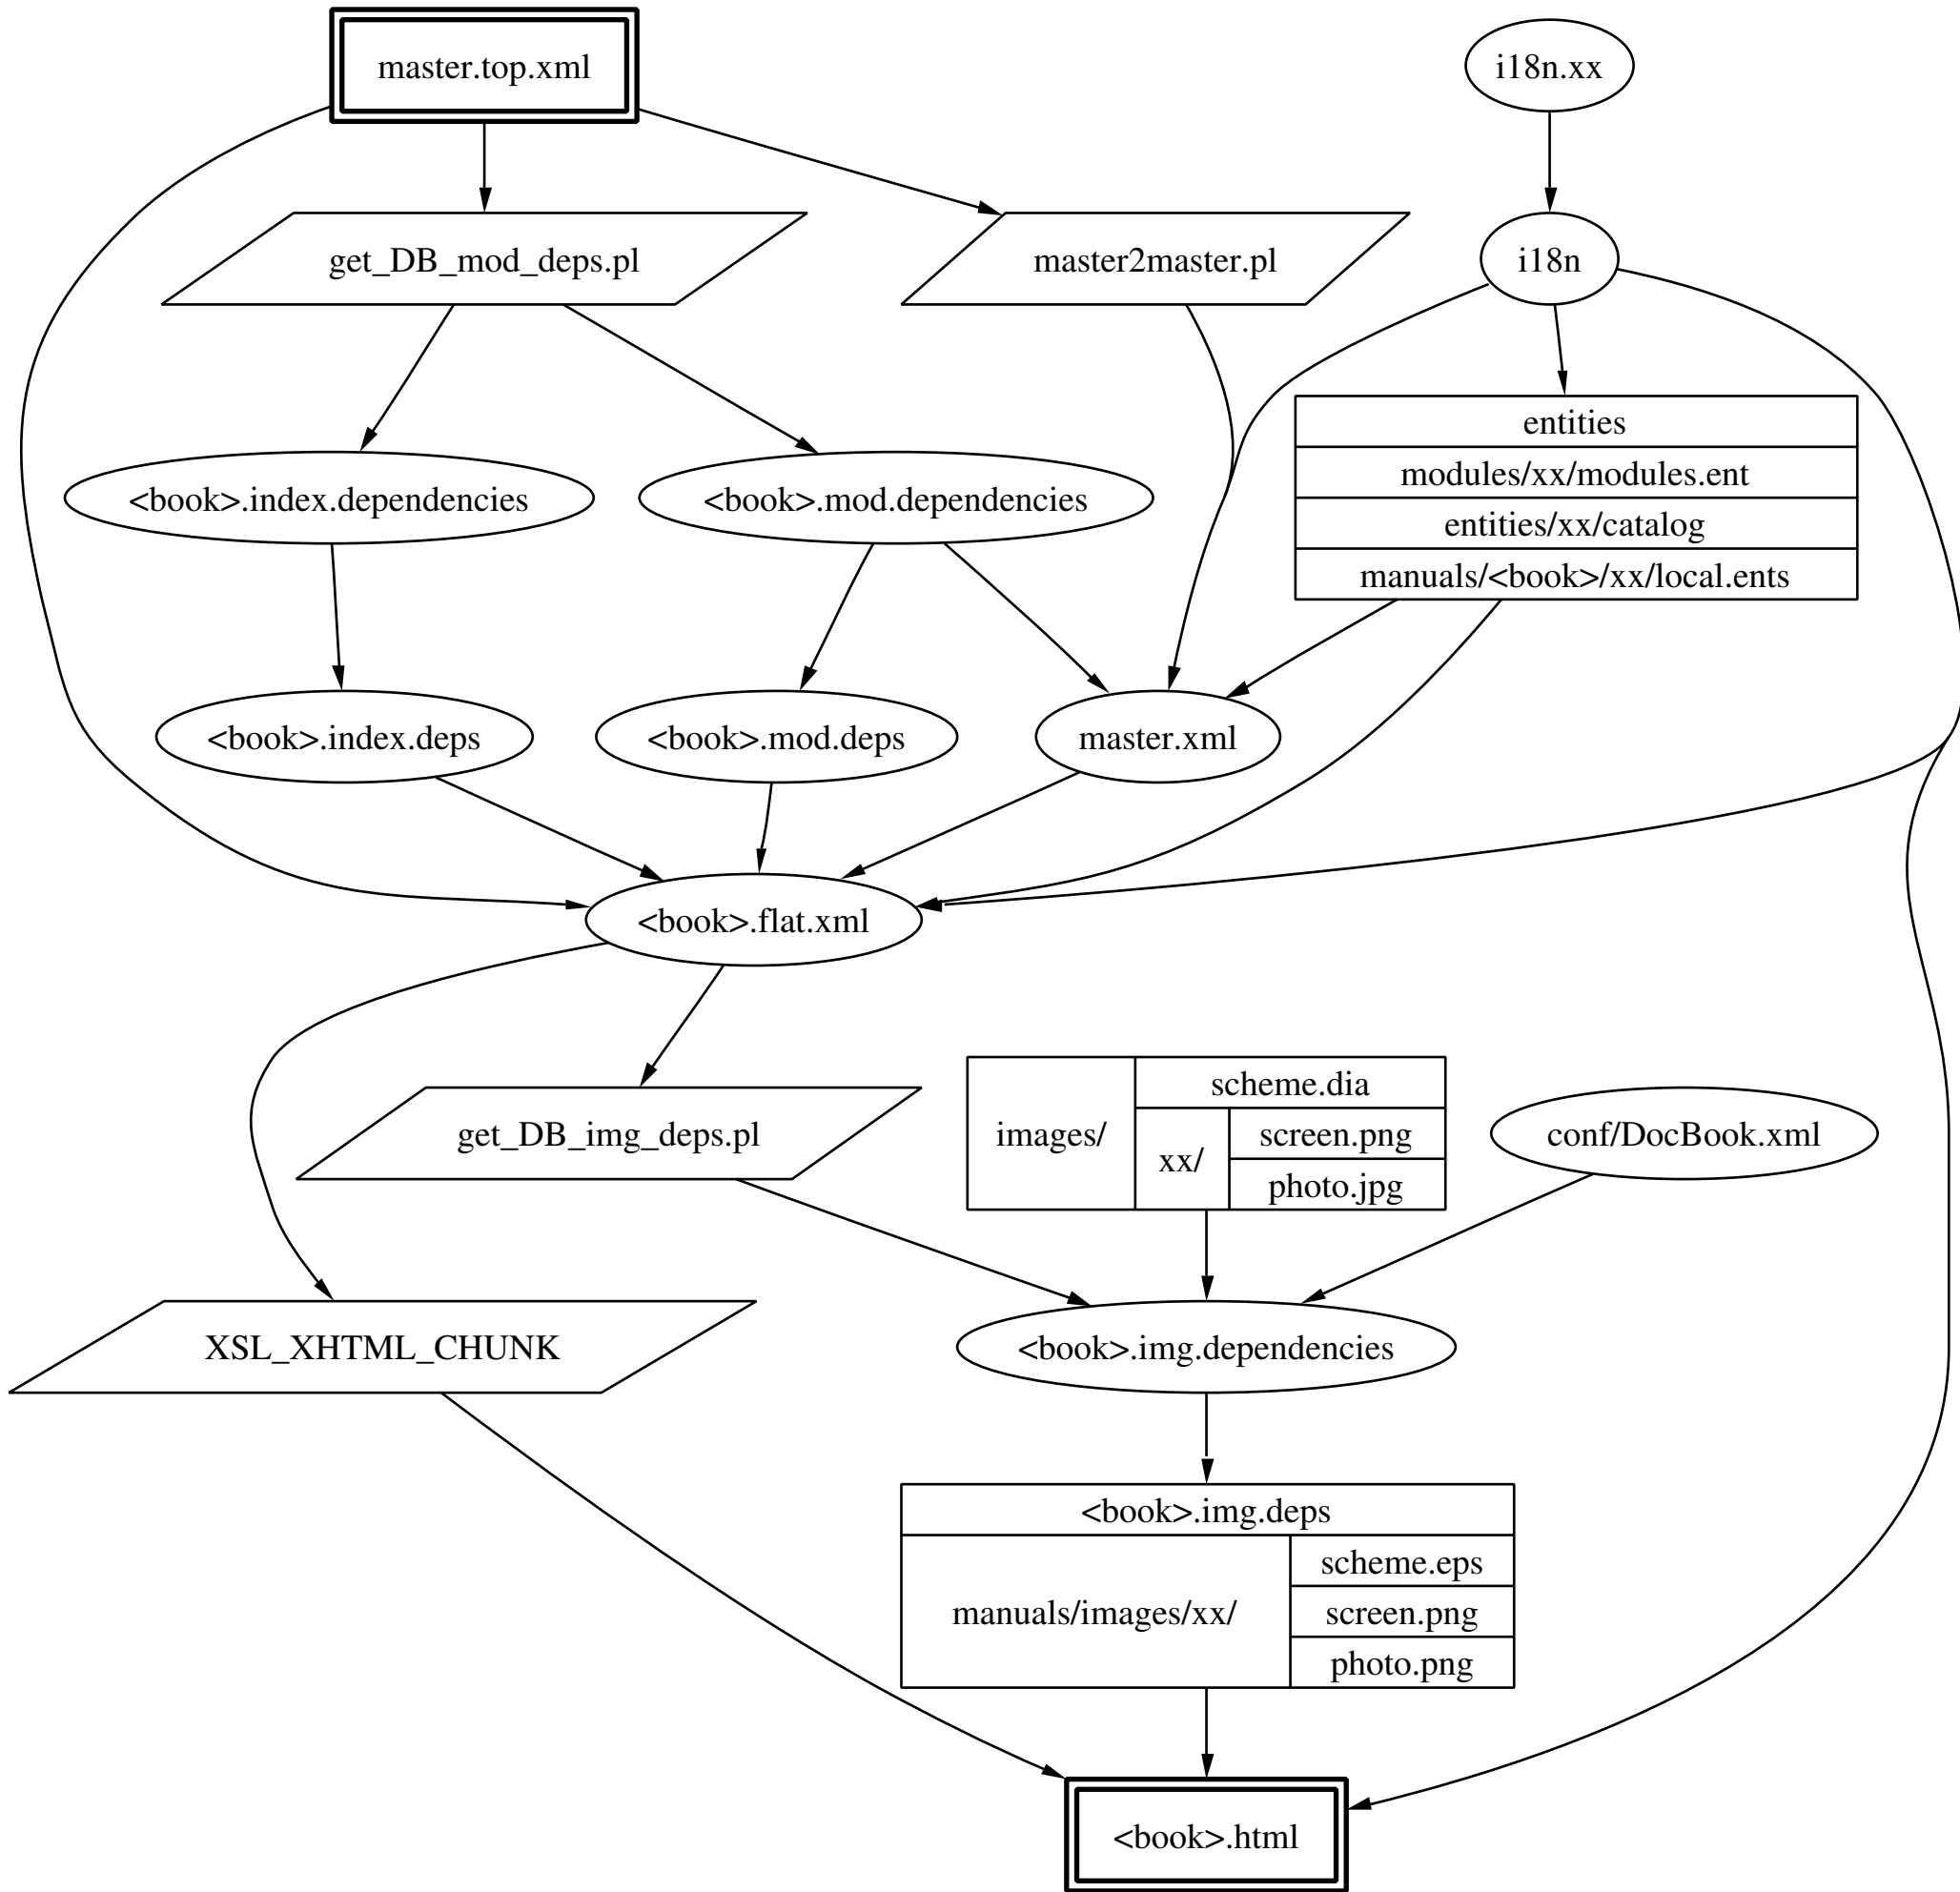 master.top.xml
i18n.xx
get_DB_mod_deps.pl
master2master.pl
i18n
entities
modules/xx/modules.ent
entities/xx/catalog
manuals/<book>/xx/local.ents
<book>.index.dependencies
<book>.mod.dependencies
<book>.index.deps
<book>.mod.deps
master.xml
<book>.flat.xml
get_DB_img_deps.pl
images/
scheme.dia
xx/
screen.png
photo.jpg
conf/DocBook.xml
XSL_XHTML_CHUNK
<book>.img.dependencies
<book>.img.deps
manuals/images/xx/
scheme.eps
screen.png
photo.png
<book>.html